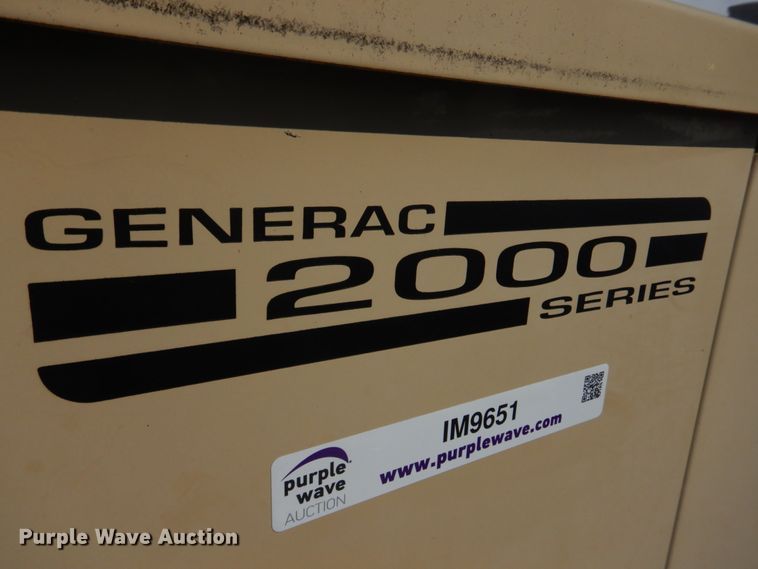 GENERAC
2000
SERIES
IM9651
purple wave AUCTION
www.purplewave.com
Purple Wave Auction